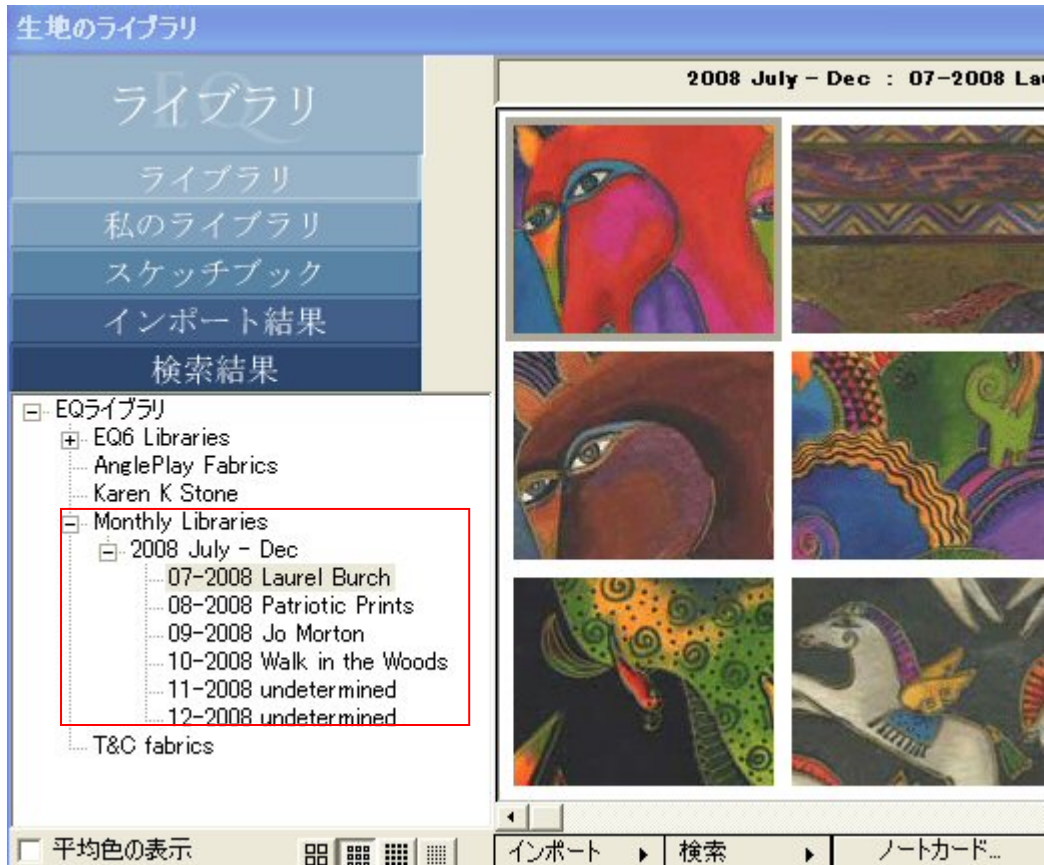 生地のライブラリ
ライブラリ
ライブラリ
私のライブラリ
スケッチブック
インポート結果
検索結果
EQライブラリ
EQ6 Libraries
AnglePlay Fabrics
Karen K Stone
Monthly Libraries
2008 July - Dec
07-2008 Laurel Burch
08-2008 Patriotic Prints
09-2008 Jo Morton
10-2008 Walk in the Woods
11-2008 undetermined
12-2008 undetermined
T&C fabrics
平均色の表示
2008 July - Dec : 07-2008 La
インポート
検索
ノートカード...